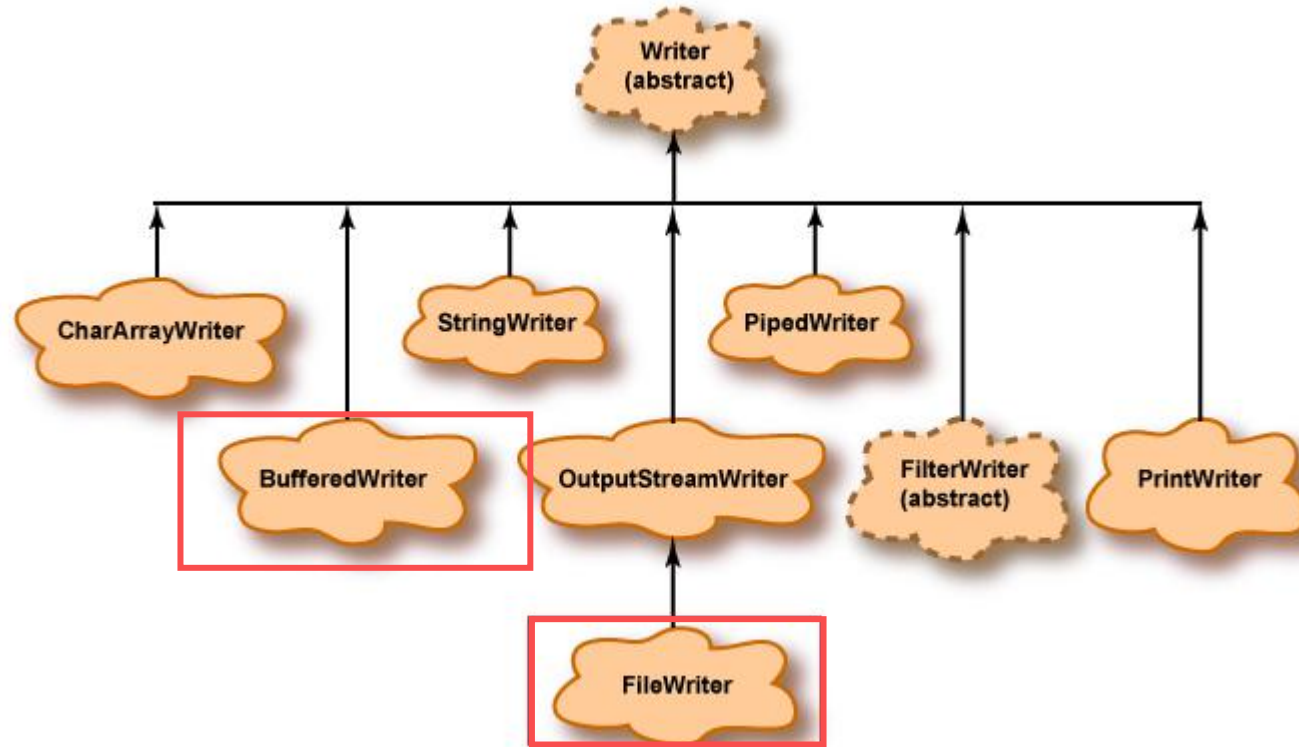 Writer
(abstract)
CharArrayWriter
StringWriter
PipedWriter
BufferedWriter
OutputStreamWriter
FilterWriter
(abstract)
PrintWriter
FileWriter